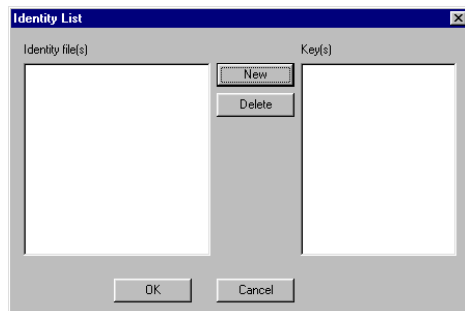 Identity List
Identity file(s)
Key(s)
New
Delete
OK
Cancel